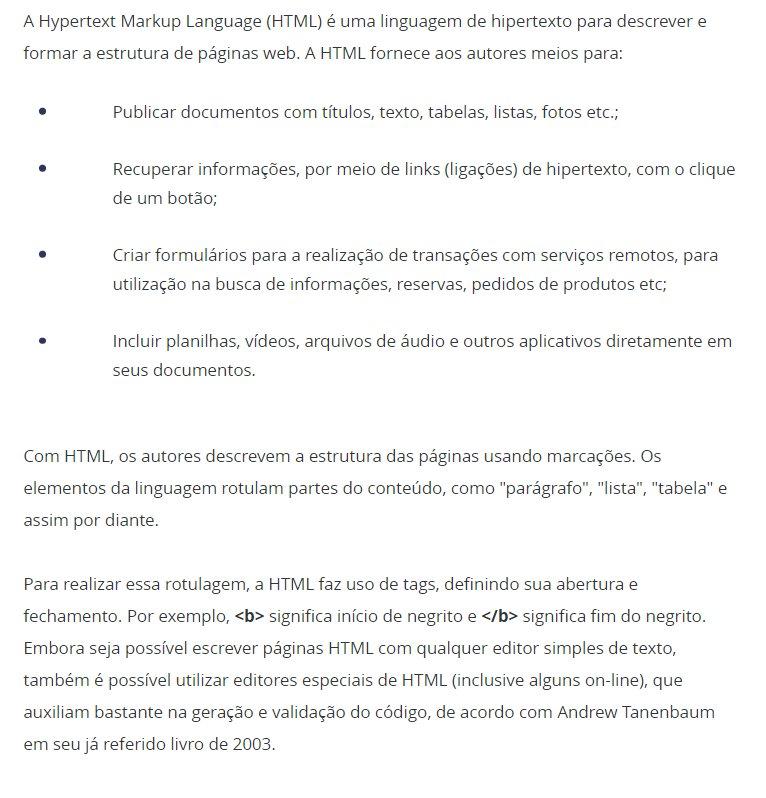 A Hypertext Markup Language (HTML) é uma linguagem de hipertexto para descrever e
formar a estrutura de páginas web. A HTML fornece aos autores meios para:
• Publicar documentos com títulos, texto, tabelas, listas, fotos etc.;
• Recuperar informações, por meio de links (ligações) de hipertexto, com o clique
de um botão;
• Criar formulários para a realização de transações com serviços remotos, para
utilização na busca de informações, reservas, pedidos de produtos etc;
• Incluir planilhas, vídeos, arquivos de áudio e outros aplicativos diretamente em
seus documentos.
Com HTML, os autores descrevem a estrutura das páginas usando marcações. Os
elementos da linguagem rotulam partes do conteúdo, como "parágrafo", "lista", "tabela" e
assim por diante.
Para realizar essa rotulagem, a HTML faz uso de tags, definindo sua abertura e
fechamento. Por exemplo, <b> significa início de negrito e </b> significa fim do negrito.
Embora seja possível escrever páginas HTML com qualquer editor simples de texto,
também é possível utilizar editores especiais de HTML (inclusive alguns on-line), que
auxiliam bastante na geração e validação do código, de acordo com Andrew Tanenbaum
em seu já referido livro de 2003.